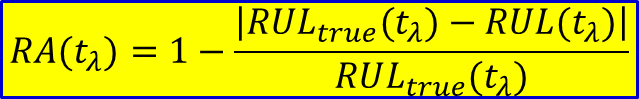 RA(t_λ) = 1 − |RUL_true(t_λ) − RUL(t_λ)| / RUL_true(t_λ)